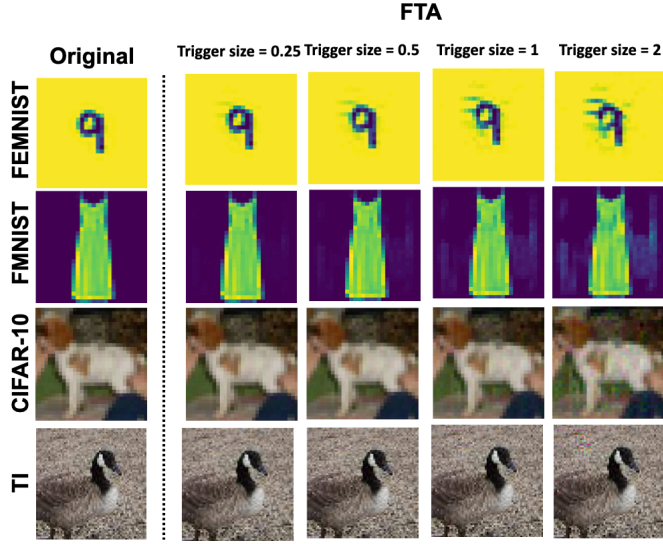 FTA
Original
Trigger size = 0.25 Trigger size = 0.5 Trigger size = 1 Trigger size = 2
FEMNIST
FMNIST
CIFAR-10
TI